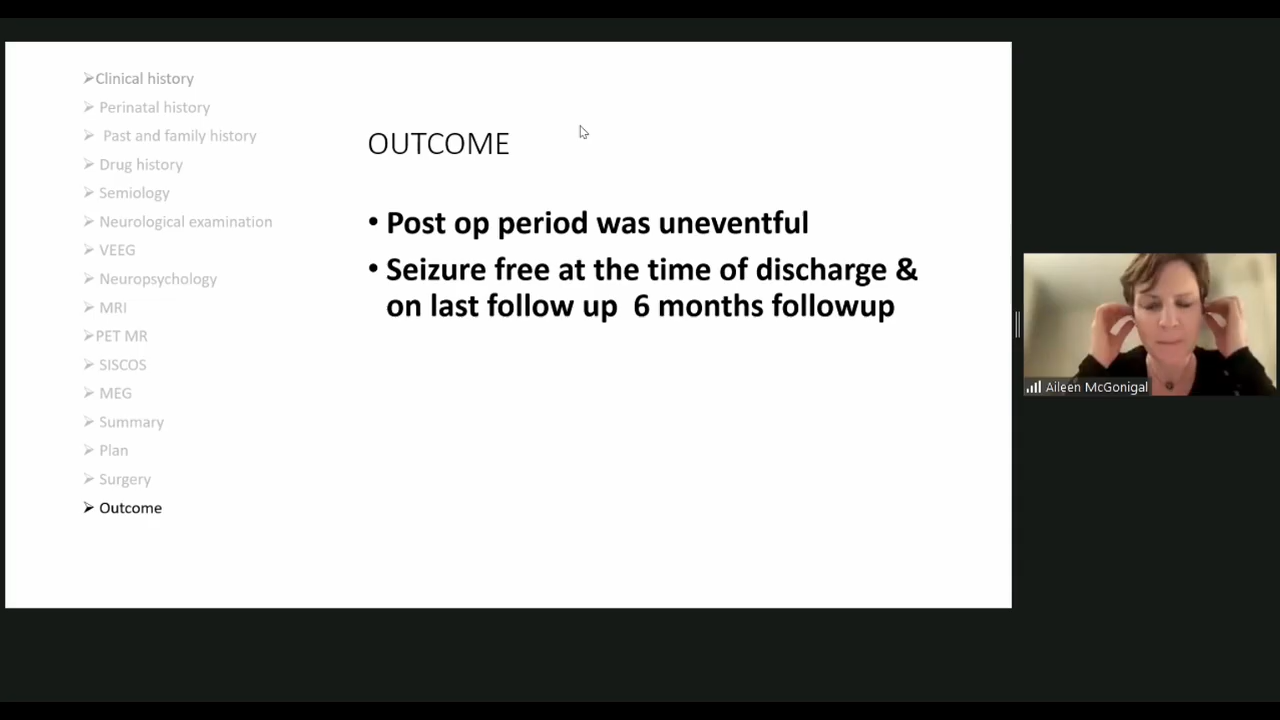 ➢Clinical history
➢ Perinatal history
➢ Past and family history
➢ Drug history
➢ Semiology
➢ Neurological examination
➢ VEEG
➢ Neuropsychology
➢ MRI
➢PET MR
➢ SISCOS
➢ MEG
➢ Summary
➢ Plan
➢ Surgery
➢ Outcome
OUTCOME
• Post op period was uneventful
• Seizure free at the time of discharge &
on last follow up 6 months followup
Aileen McGonigal